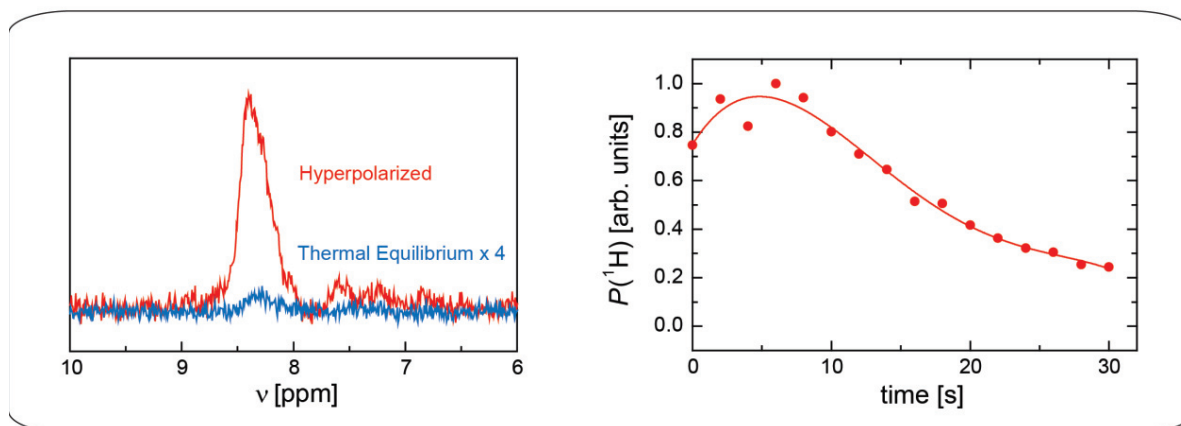 Hyperpolarized
Thermal Equilibrium x 4
10 9 8 7 6
ν [ppm]
P(¹H) [arb. units]
1.0
0.8
0.6
0.4
0.2
0.0
0 10 20 30
time [s]